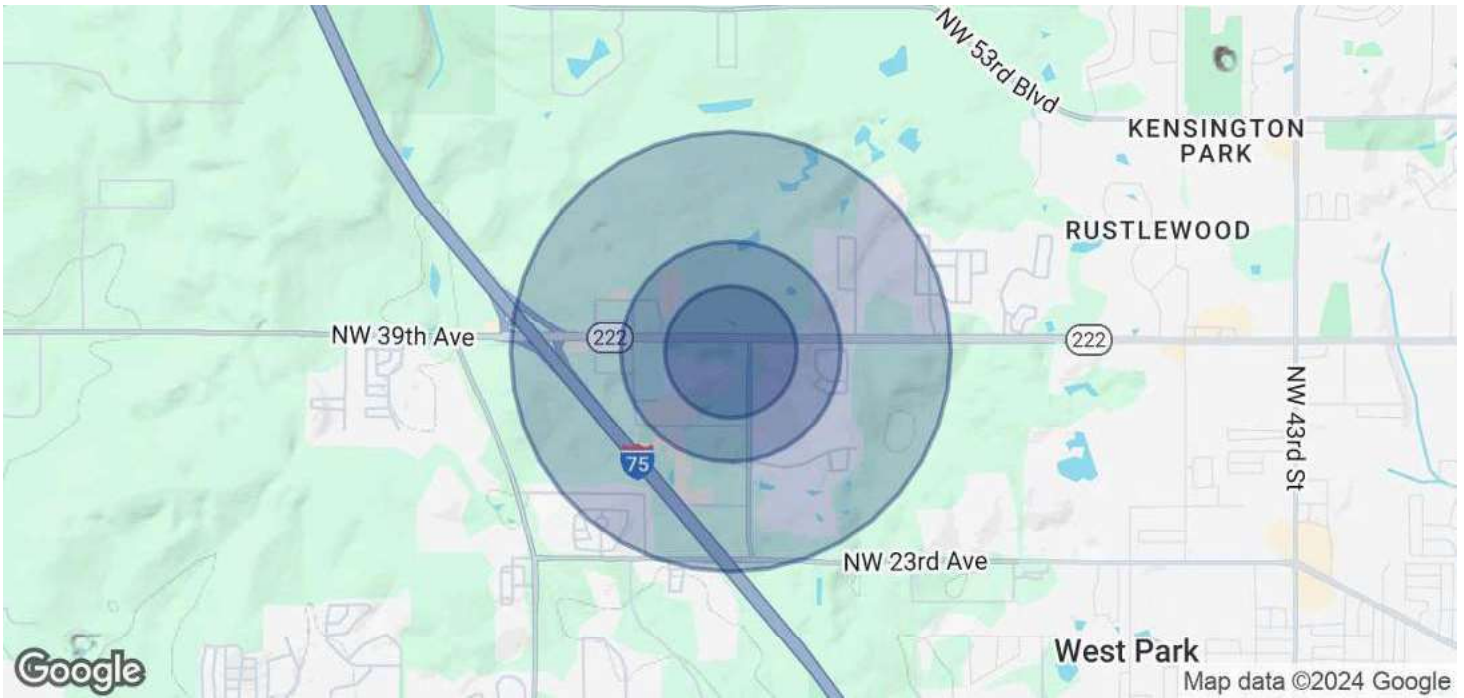 NW 53rd Blvd
KENSINGTON
PARK
RUSTLEWOOD
NW 39th Ave
222
222
NW 43rd St
75
NW 23rd Ave
West Park
Google
Map data ©2024 Google